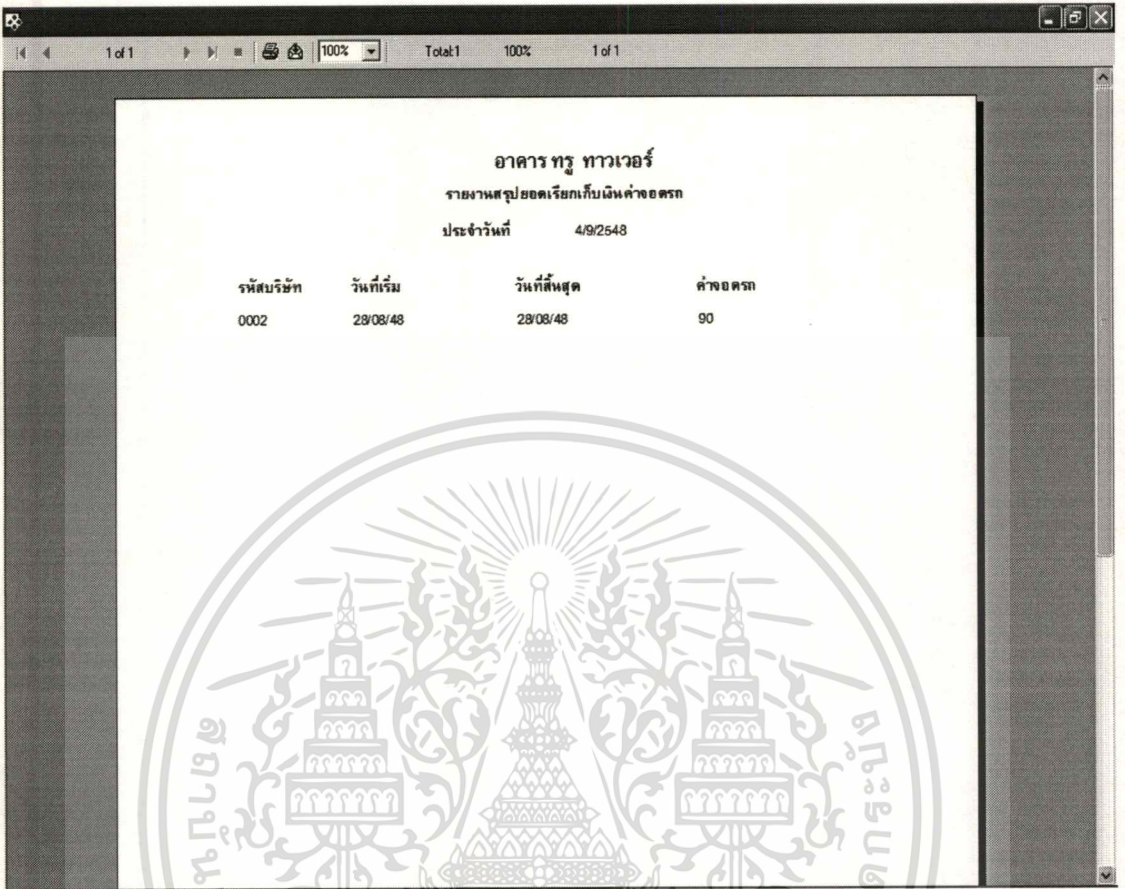 1 of 1 100% Total:1 100% 1 of 1
อาคาร ทรู ทาวเวอร์
รายงานสรุปยอดเรียกเก็บเงินค่าจอดรถ
ประจำวันที่ 4/9/2548
รหัสบริษัท วันที่เริ่ม วันที่สิ้นสุด ค่าจอดรถ
0002 28/08/48 28/08/48 90